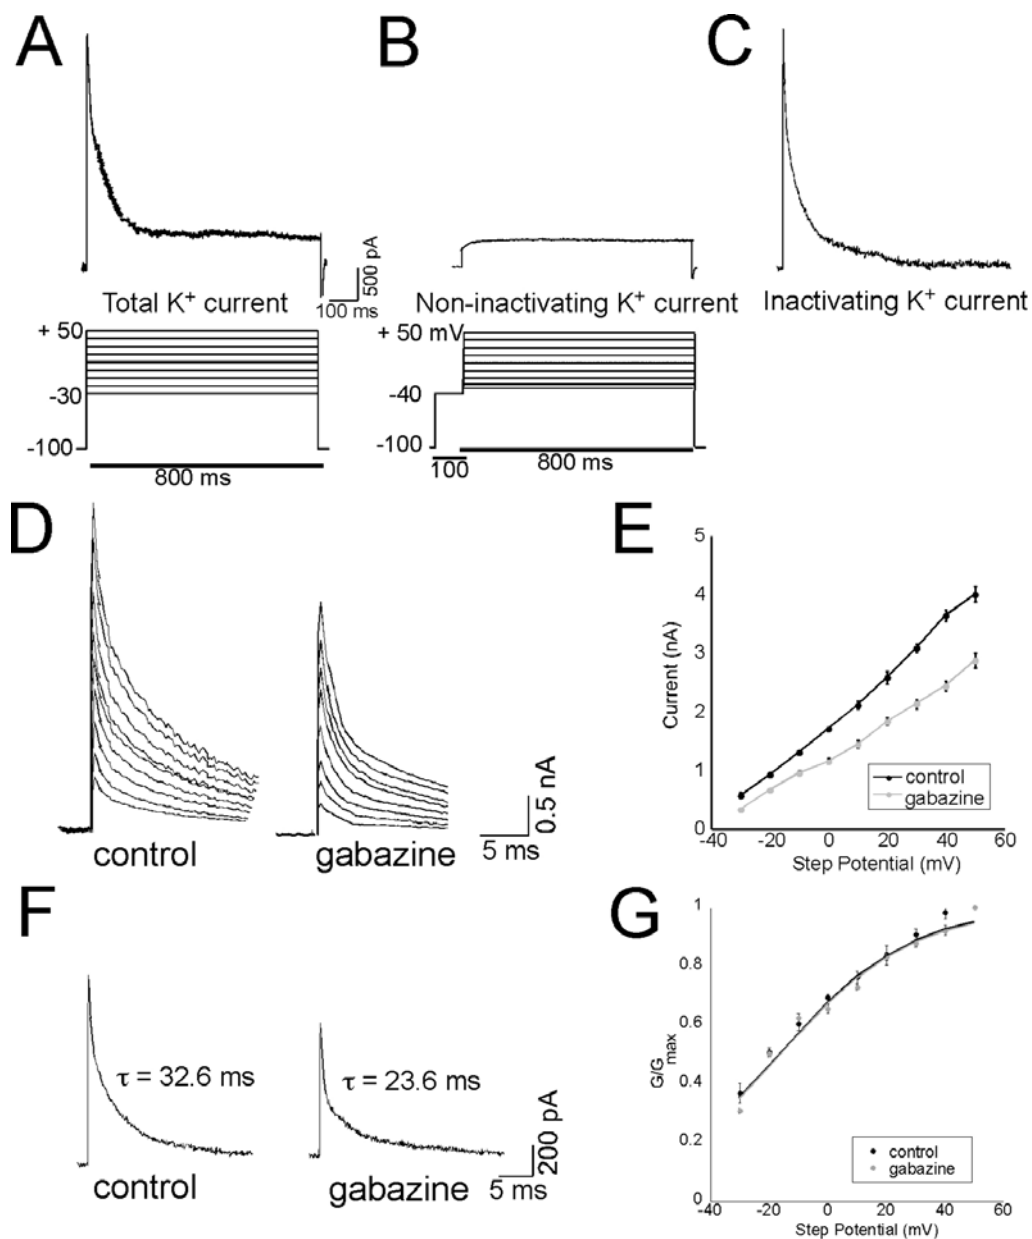 A
B
C
500 pA
100 ms
Total K+ current
Non-inactivating K+ current
Inactivating K+ current
+ 50
-30
-100
800 ms
+ 50 mV
-40
-100
100
800 ms
D
control
gabazine
0.5 nA
5 ms
E
5
4
3
2
1
0
Current (nA)
control
gabazine
-40
-20
0
20
40
60
Step Potential (mV)
F
τ = 32.6 ms
τ = 23.6 ms
control
gabazine
200 pA
5 ms
G
1
0.8
0.6
0.4
0.2
0
G/Gmax
control
gabazine
-40
-20
0
20
40
60
Step Potential (mV)